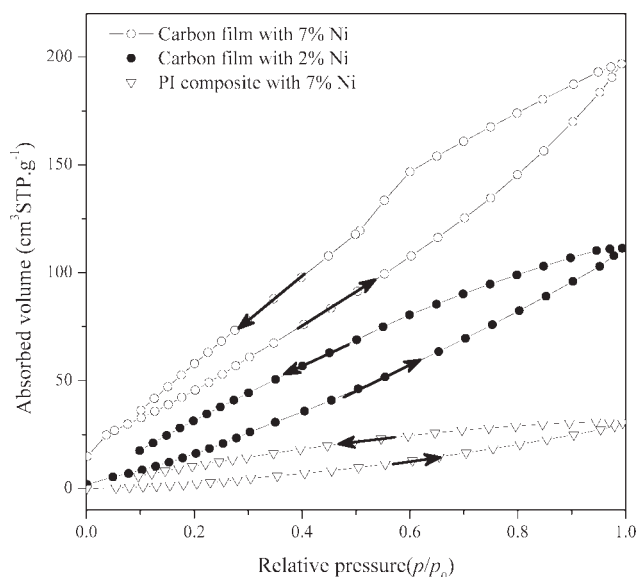 Carbon film with 7% Ni
Carbon film with 2% Ni
PI composite with 7% Ni
200
150
100
50
0
Absorbed volume (cm³STP.g⁻¹)
0.0 0.2 0.4 0.6 0.8 1.0
Relative pressure(p/p₀)